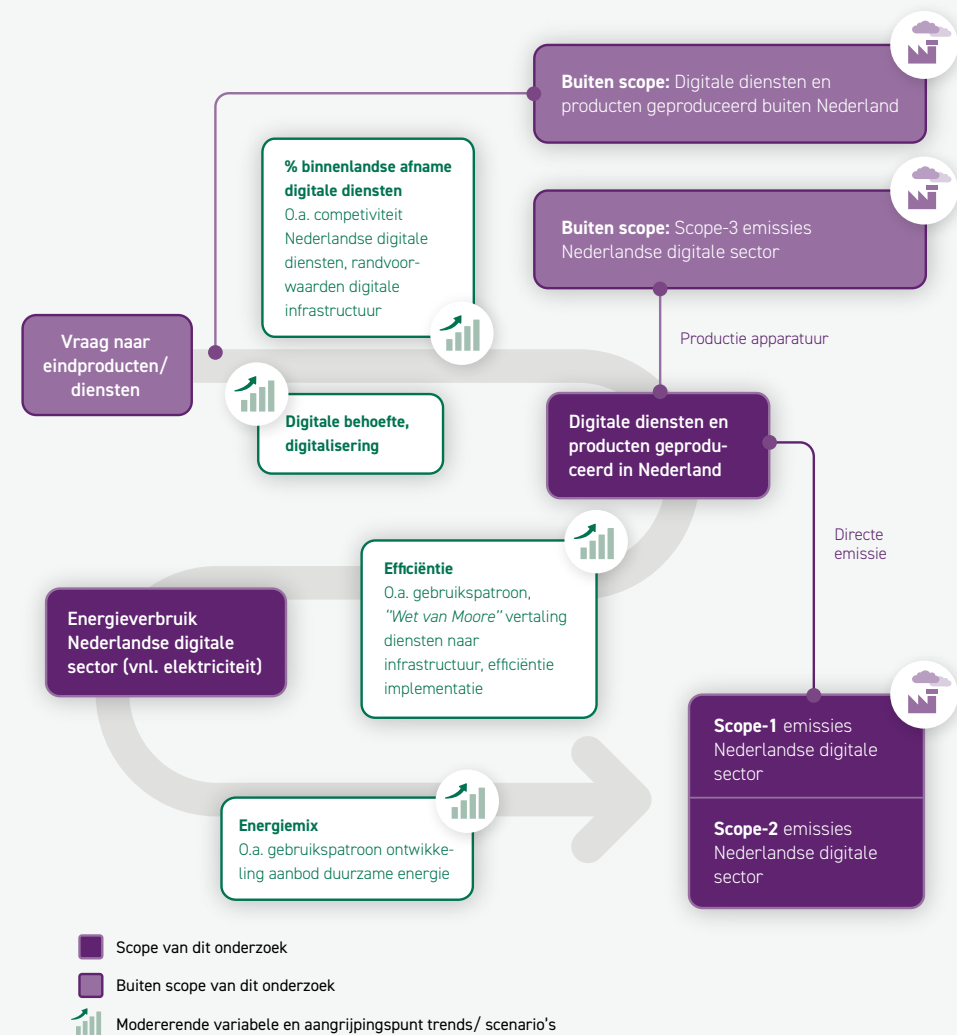 Buiten scope: Digitale diensten en
producten geproduceerd buiten Nederland
% binnenlandse afname
digitale diensten
O.a. competiviteit
Nederlandse digitale
diensten, randvoor-
waarden digitale
infrastructuur
Buiten scope: Scope-3 emissies
Nederlandse digitale sector
Vraag naar
eindproducten/
diensten
Productie apparatuur
Digitale behoefte,
digitalisering
Digitale diensten en
producten geprodu-
ceerd in Nederland
Directe
emissie
Efficiëntie
O.a. gebruikspatroon,
"Wet van Moore" vertaling
diensten naar
infrastructuur, efficiëntie
implementatie
Energieverbruik
Nederlandse digitale
sector (vnl. elektriciteit)
Scope-1 emissies
Nederlandse digitale
sector
Scope-2 emissies
Nederlandse digitale
sector
Energiemix
O.a. gebruikspatroon ontwikke-
ling aanbod duurzame energie
Scope van dit onderzoek
Buiten scope van dit onderzoek
Modererende variabele en aangrijpingspunt trends/ scenario's